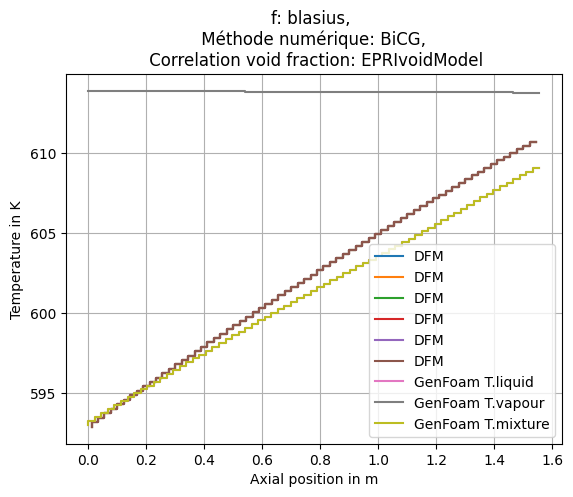 f: blasius,
Méthode numérique: BiCG,
Correlation void fraction: EPRIvoidModel
Temperature in K
610
605
600
595
DFM
DFM
DFM
DFM
DFM
DFM
GenFoam T.liquid
GenFoam T.vapour
GenFoam T.mixture
0.0 0.2 0.4 0.6 0.8 1.0 1.2 1.4 1.6
Axial position in m